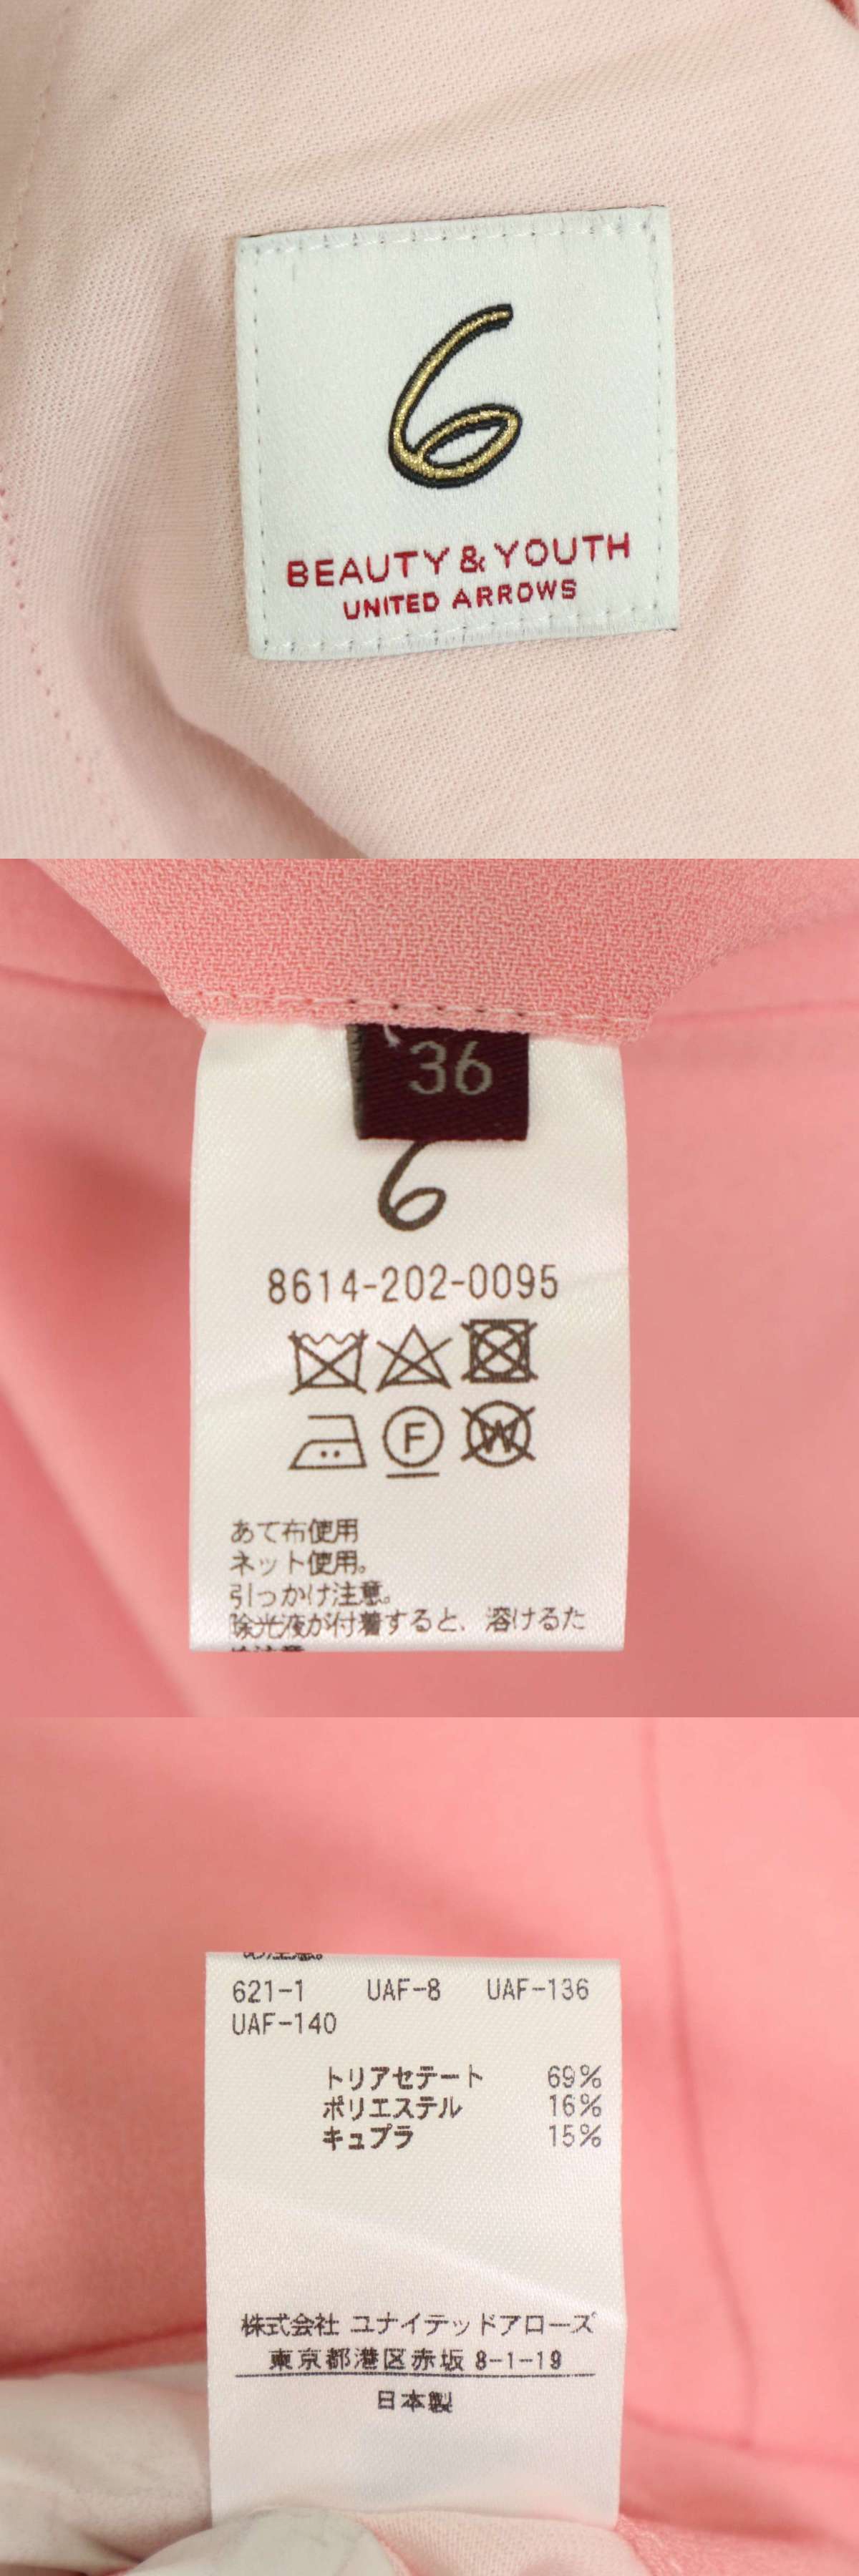 6
BEAUTY & YOUTH
UNITED ARROWS
36
6
8614-202-0095
F W
あて布使用
ネット使用。
引っかけ注意。
除光液が付着すると、溶けるた
め注意。
621-1 UAF-8 UAF-136
UAF-140
トリアセテート 69%
ポリエステル 16%
キュプラ 15%
株式会社 ユナイテッドアローズ
東京都港区赤坂 8-1-19
日本製